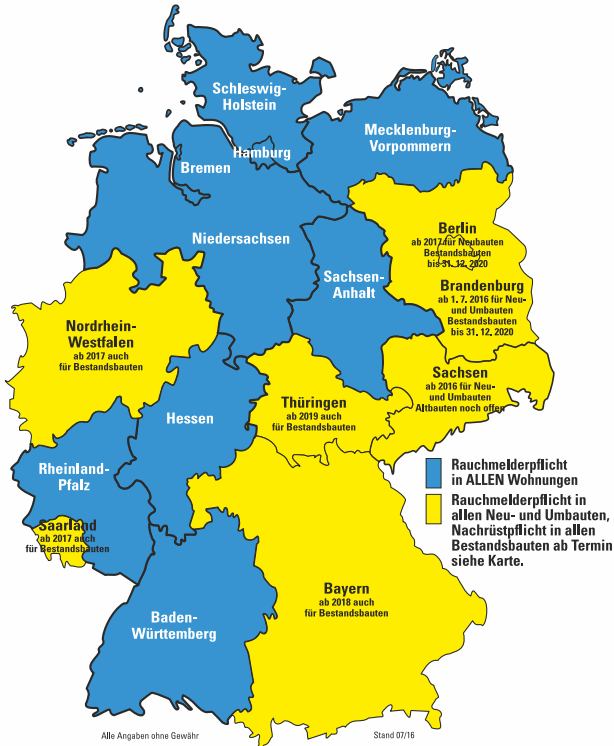 Schleswig-
Holstein
Mecklenburg-
Vorpommern
Hamburg
Bremen
Niedersachsen
Berlin
ab 2017 für Neubauten
Bestandsbauten
bis 31. 12. 2020
Sachsen-
Anhalt
Brandenburg
ab 1. 7. 2016 für Neu-
und Umbauten
Bestandsbauten
bis 31. 12. 2020
Nordrhein-
Westfalen
ab 2017 auch
für Bestandsbauten
Sachsen
ab 2016 für Neu-
und Umbauten
Altbauten noch offen
Thüringen
ab 2019 auch
für Bestandsbauten
Hessen
Rheinland-
Pfalz
Saarland
ab 2017 auch
für Bestandsbauten
Rauchmelderpflicht
in ALLEN Wohnungen
Rauchmelderpflicht in
allen Neu- und Umbauten,
Nachrüstpflicht in allen
Bestandsbauten ab Termin
siehe Karte.
Bayern
ab 2018 auch
für Bestandsbauten
Baden-
Württemberg
Alle Angaben ohne Gewähr
Stand 07/16